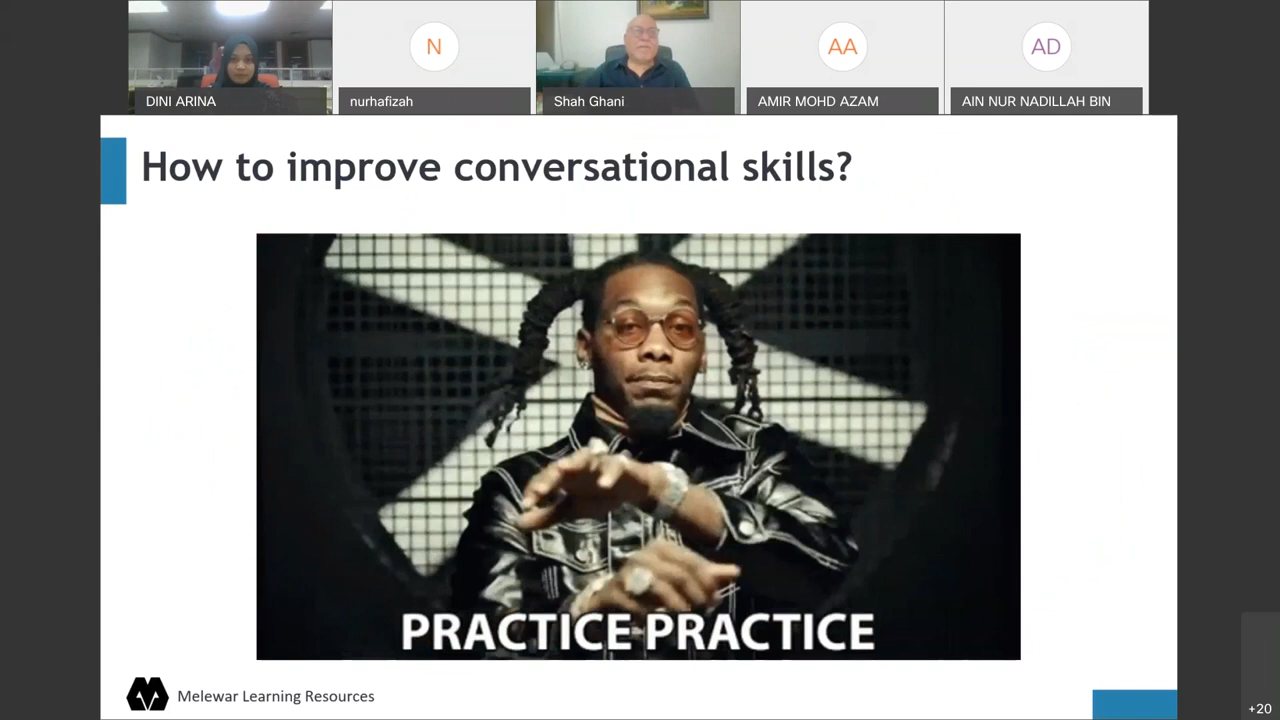 N
AA
AD
DINI ARINA
nurhafizah
Shah Ghani
AMIR MOHD AZAM
AIN NUR NADILLAH BIN
How to improve conversational skills?
PRACTICE PRACTICE
Melewar Learning Resources
+20